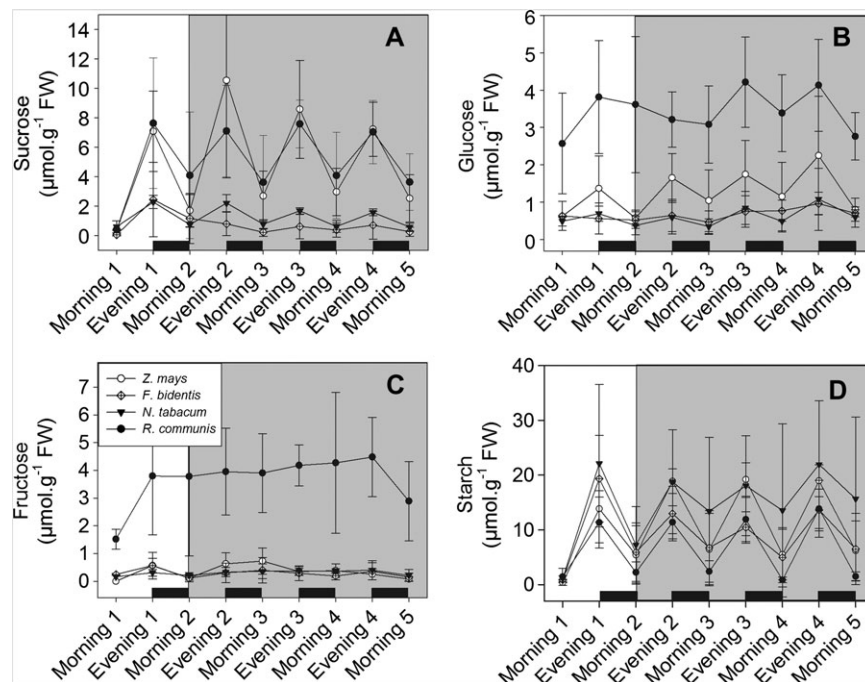 A
Sucrose
(µmol.g⁻¹ FW)
14
12
10
8
6
4
2
0
Morning 1
Evening 1
Morning 2
Evening 2
Morning 3
Evening 3
Morning 4
Evening 4
Morning 5
B
Glucose
(µmol.g⁻¹ FW)
6
5
4
3
2
1
0
Morning 1
Evening 1
Morning 2
Evening 2
Morning 3
Evening 3
Morning 4
Evening 4
Morning 5
C
Fructose
(µmol.g⁻¹ FW)
7
6
5
4
3
2
1
0
Z. mays
F. bidentis
N. tabacum
R. communis
Morning 1
Evening 1
Morning 2
Evening 2
Morning 3
Evening 3
Morning 4
Evening 4
Morning 5
D
Starch
(µmol.g⁻¹ FW)
40
30
20
10
0
Morning 1
Evening 1
Morning 2
Evening 2
Morning 3
Evening 3
Morning 4
Evening 4
Morning 5